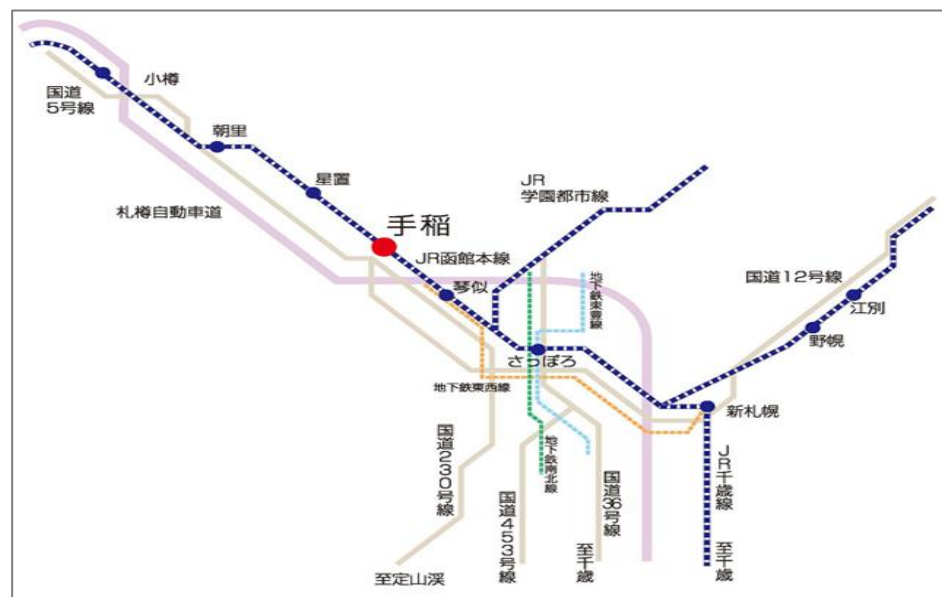 小樽
国道
5号線
朝里
星置
JR
学園都市線
札樽自動車道
手稲
JR函館本線
地下鉄東豊線
国道12号線
琴似
江別
野幌
さっぽろ
地下鉄東西線
新札幌
国道230号線
地下鉄南北線
国道36号線
国道453号線
JR千歳線
至千歳
至千歳
至定山渓